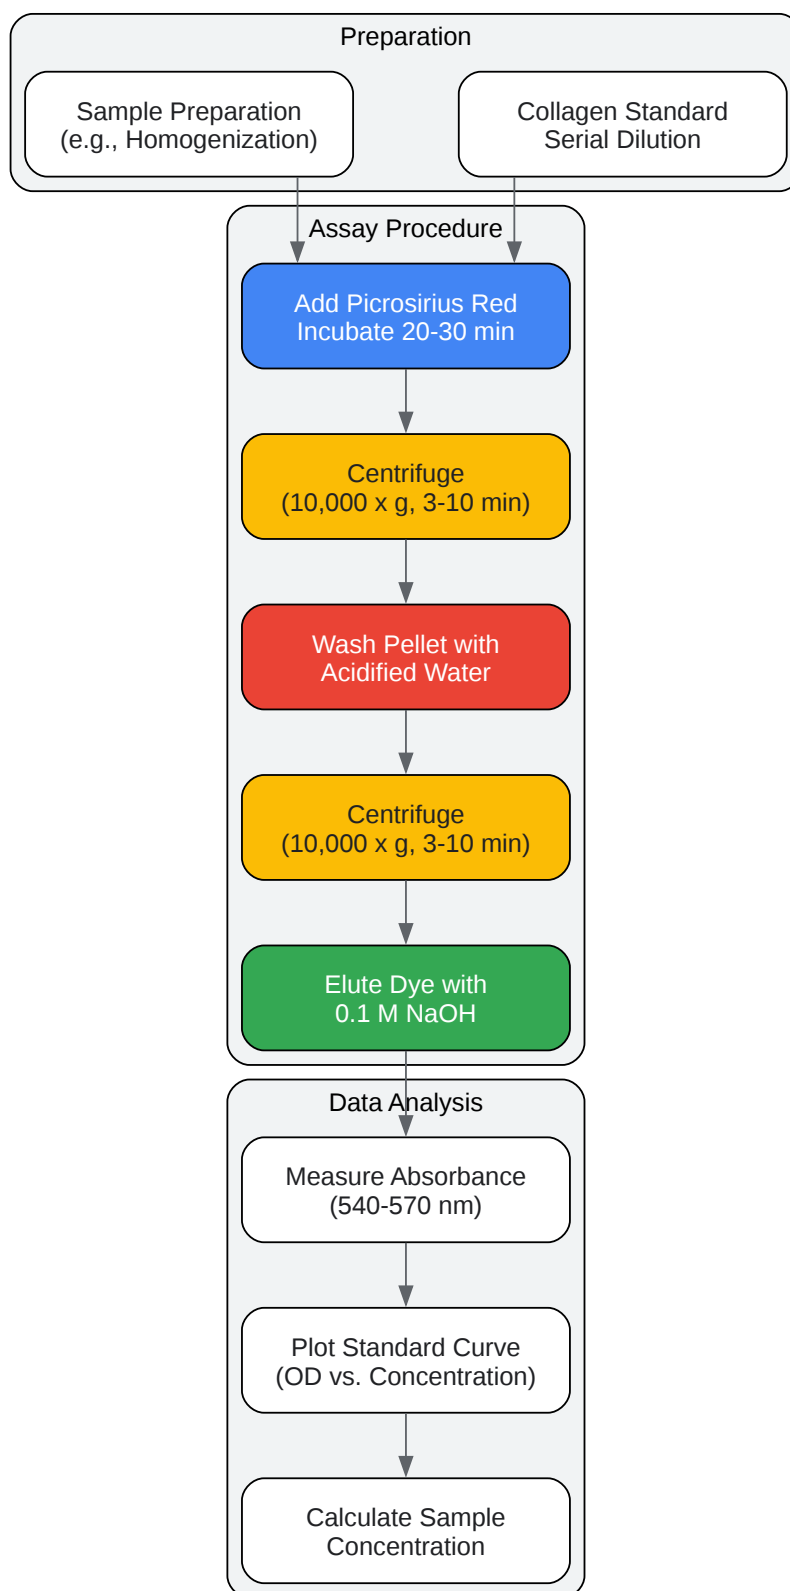 Preparation
Sample Preparation
(e.g., Homogenization)
Collagen Standard
Serial Dilution
Assay Procedure
Add Picrosirius Red
Incubate 20-30 min
Centrifuge
(10,000 x g, 3-10 min)
Wash Pellet with
Acidified Water
Centrifuge
(10,000 x g, 3-10 min)
Elute Dye with
0.1 M NaOH
Data Analysis
Measure Absorbance
(540-570 nm)
Plot Standard Curve
(OD vs. Concentration)
Calculate Sample
Concentration